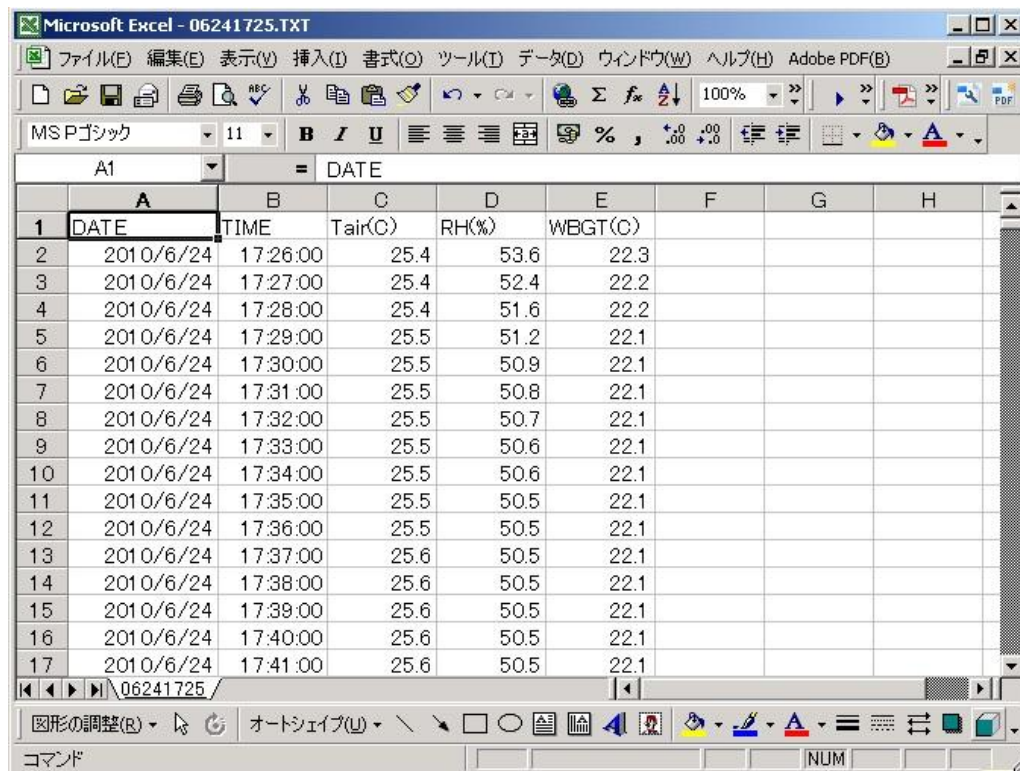 Microsoft Excel - 06241725.TXT
ファイル(F) 編集(E) 表示(V) 挿入(I) 書式(O) ツール(T) データ(D) ウィンドウ(W) ヘルプ(H) Adobe PDF(B)
ABC Σ fx 100%
MS Pゴシック 11 B I U % , A
A1 = DATE
A B C D E F G H
1 DATE TIME Tair(C) RH(%) WBGT(C)
2 2010/6/24 17:26:00 25.4 53.6 22.3
3 2010/6/24 17:27:00 25.4 52.4 22.2
4 2010/6/24 17:28:00 25.4 51.6 22.2
5 2010/6/24 17:29:00 25.5 51.2 22.1
6 2010/6/24 17:30:00 25.5 50.9 22.1
7 2010/6/24 17:31:00 25.5 50.8 22.1
8 2010/6/24 17:32:00 25.5 50.7 22.1
9 2010/6/24 17:33:00 25.5 50.6 22.1
10 2010/6/24 17:34:00 25.5 50.6 22.1
11 2010/6/24 17:35:00 25.5 50.5 22.1
12 2010/6/24 17:36:00 25.5 50.5 22.1
13 2010/6/24 17:37:00 25.6 50.5 22.1
14 2010/6/24 17:38:00 25.6 50.5 22.1
15 2010/6/24 17:39:00 25.6 50.5 22.1
16 2010/6/24 17:40:00 25.6 50.5 22.1
17 2010/6/24 17:41:00 25.6 50.5 22.1
06241725
図形の調整(R) オートシェイプ(U) A
コマンド NUM